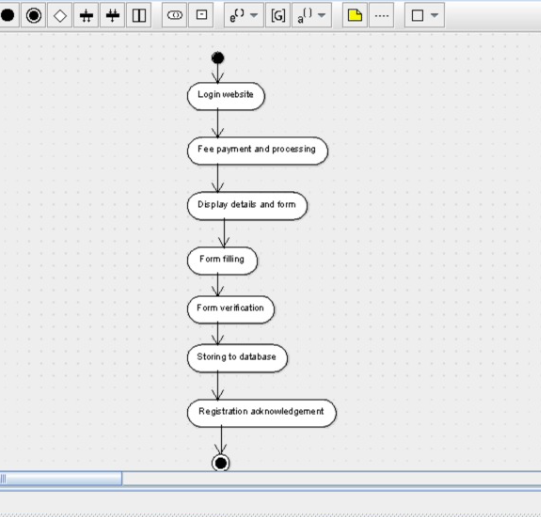 e()
[G]
a()
Login website
Fee payment and processing
Display details and form
Form filling
Form verification
Storing to database
Registration acknowledgement